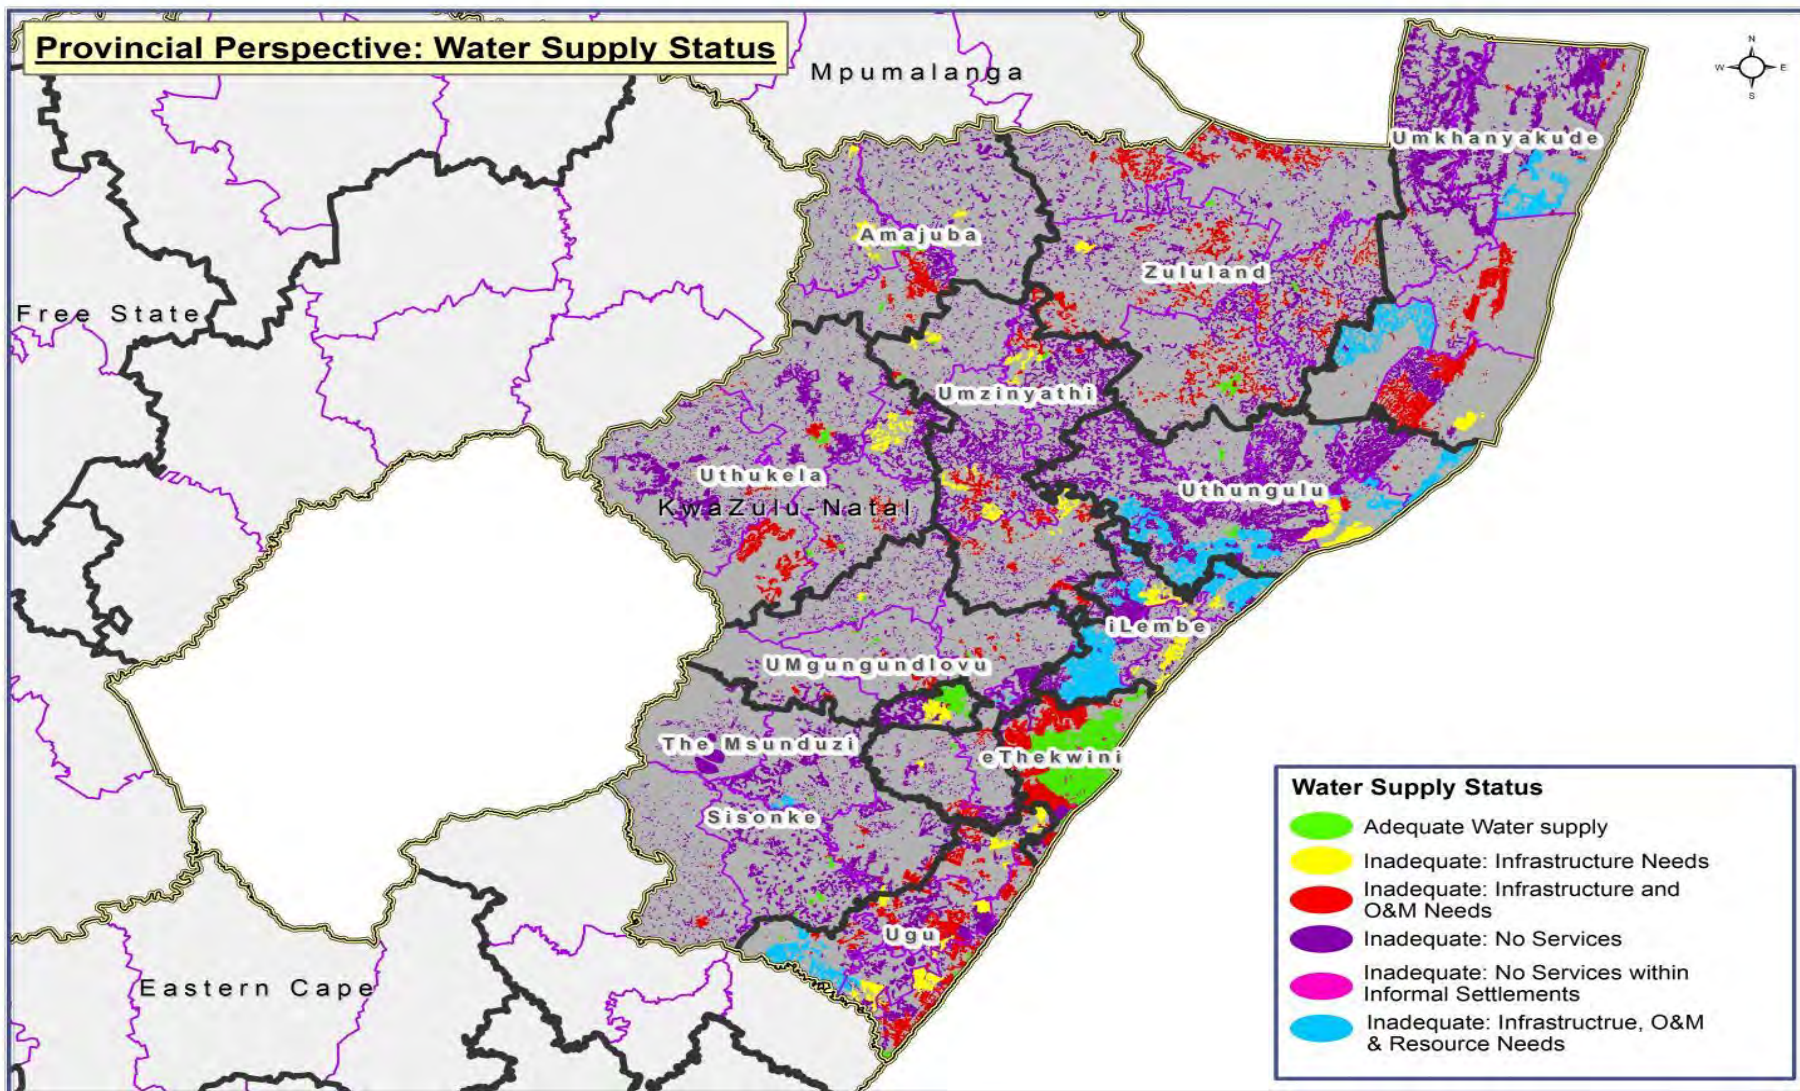 Provincial Perspective: Water Supply Status
N
W E
S
Mpumalanga
Umkhanyakude
Amajuba
Zululand
Free State
Umzinyathi
Uthukela
Uthungulu
KwaZulu-Natal
iLembe
UMgungundlovu
The Msunduzi
eThekwini
Sisonke
Ugu
Eastern Cape
Water Supply Status
Adequate Water supply
Inadequate: Infrastructure Needs
Inadequate: Infrastructure and
O&M Needs
Inadequate: No Services
Inadequate: No Services within
Informal Settlements
Inadequate: Infrastructrue, O&M
& Resource Needs